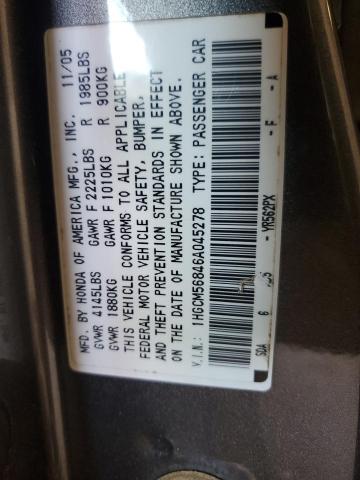 MFD. BY HONDA OF AMERICA MFG., INC. 11/05
GVWR 4145LBS GAWR F 2225LBS R 1985LBS
GVWR 1880KG GAWR F 1010KG R 900KG
THIS VEHICLE CONFORMS TO ALL APPLICABLE
FEDERAL MOTOR VEHICLE SAFETY, BUMPER,
AND THEFT PREVENTION STANDARDS IN EFFECT
ON THE DATE OF MANUFACTURE SHOWN ABOVE.
V.I.N.: 1HGCM56846A045278 TYPE: PASSENGER CAR
SDA 6 - YR562PX - F - A